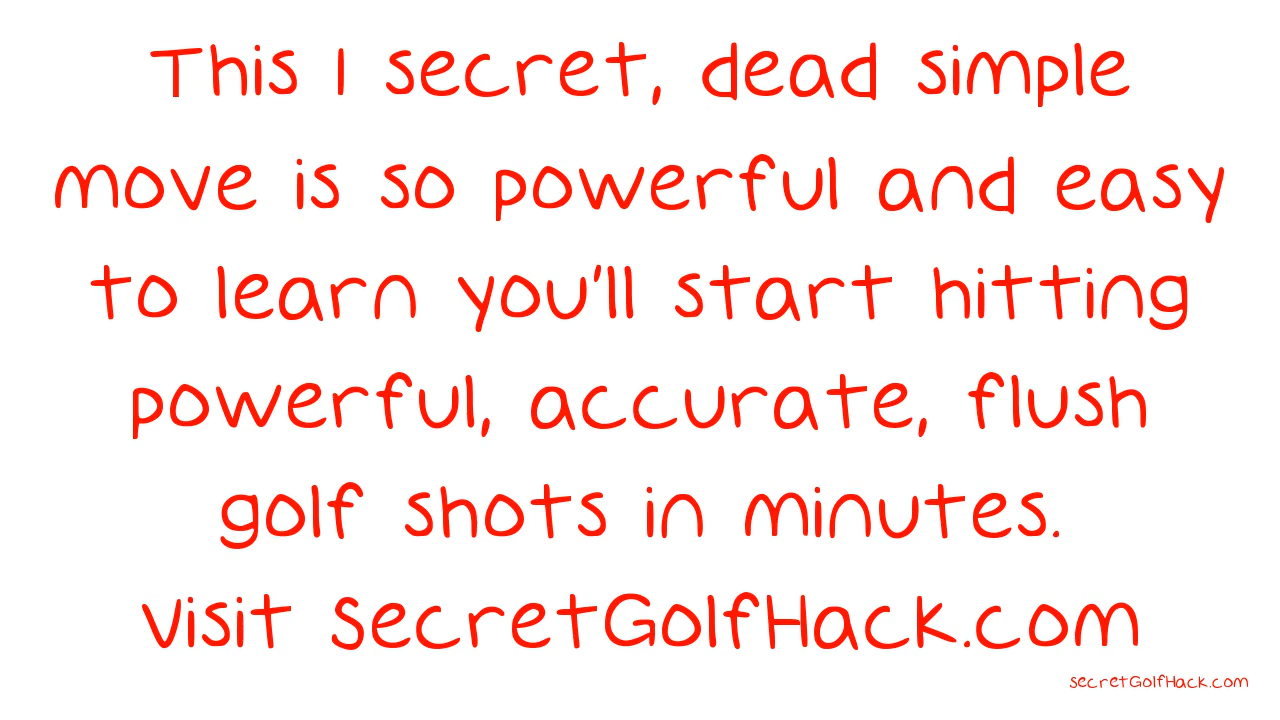 This 1 secret, dead simple
move is so powerful and easy
to learn you'll start hitting
powerful, accurate, flush
golf shots in minutes.
Visit SecretGolfHack.com
secretGolfHack.com